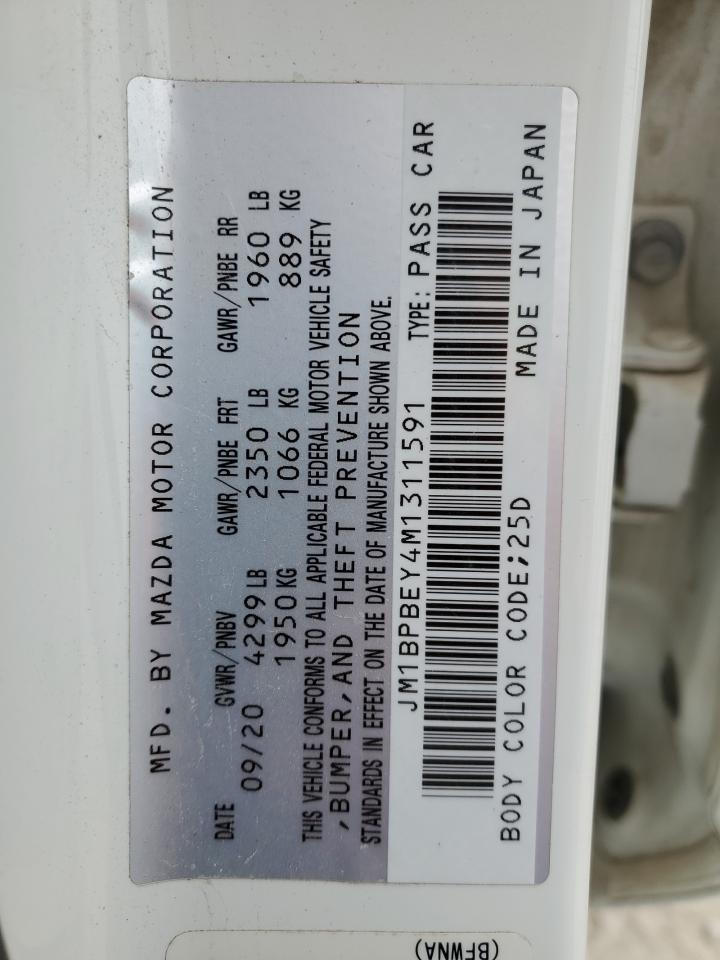 MFD. BY MAZDA MOTOR CORPORATION
DATE GVWR/PNBV GAWR/PNBE FRT GAWR/PNBE RR
09/20 4299 LB 2350 LB 1960 LB
1950 KG 1066 KG 889 KG
THIS VEHICLE CONFORMS TO ALL APPLICABLE FEDERAL MOTOR VEHICLE SAFETY
,BUMPER,AND THEFT PREVENTION
STANDARDS IN EFFECT ON THE DATE OF MANUFACTURE SHOWN ABOVE.
JM1BPBEY4M1311591 TYPE: PASS CAR
BODY COLOR CODE;25D MADE IN JAPAN
(BFWNA)